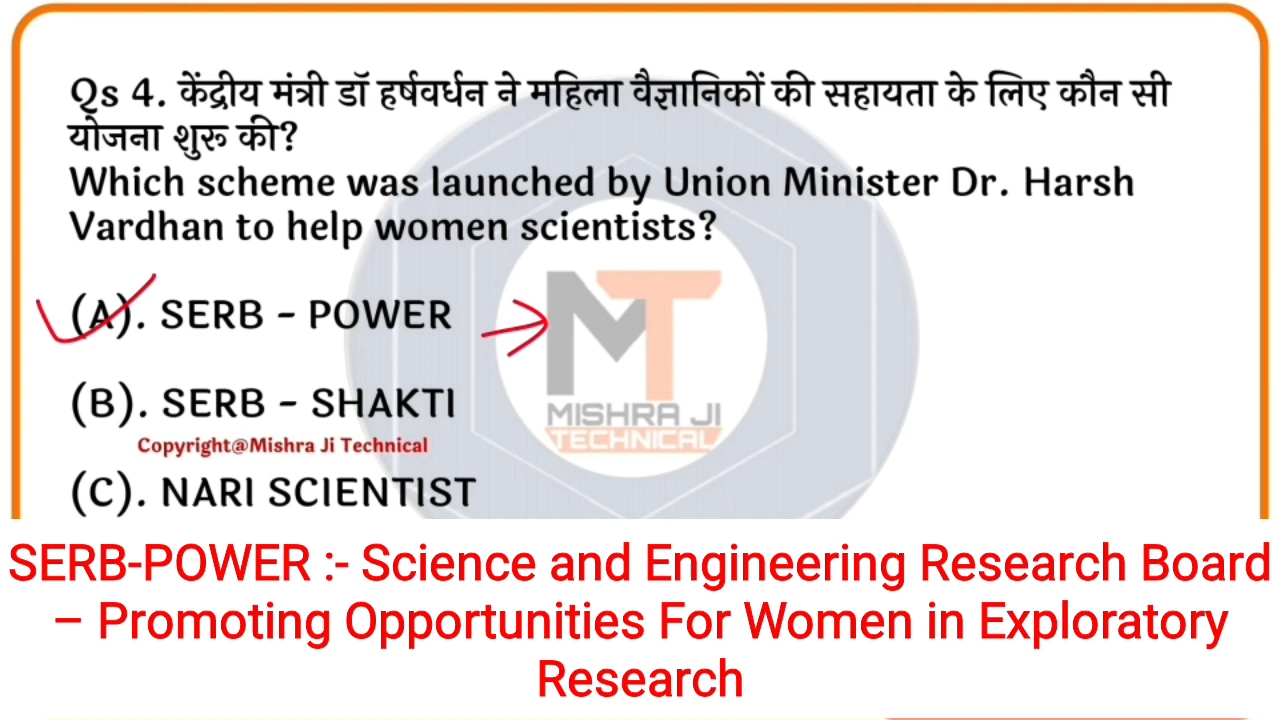 Qs 4. केंद्रीय मंत्री डॉ हर्षवर्धन ने महिला वैज्ञानिकों की सहायता के लिए कौन सी
योजना शुरू की?
Which scheme was launched by Union Minister Dr. Harsh
Vardhan to help women scientists?
(A). SERB - POWER
(B). SERB - SHAKTI
Copyright@Mishra Ji Technical
(C). NARI SCIENTIST
MT
MISHRA JI
TECHNICAL
SERB-POWER :- Science and Engineering Research Board
– Promoting Opportunities For Women in Exploratory
Research